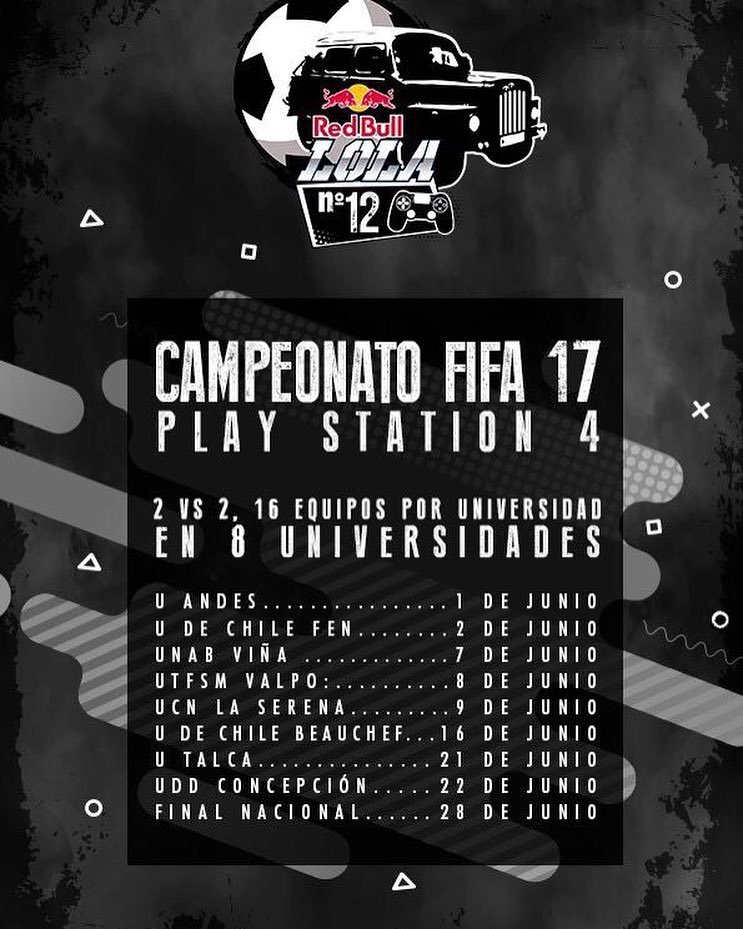 Red Bull
LOLA
nº12
CAMPEONATO FIFA 17
PLAY STATION 4
2 VS 2, 16 EQUIPOS POR UNIVERSIDAD
EN 8 UNIVERSIDADES
U ANDES................1 DE JUNIO
U DE CHILE FEN........2 DE JUNIO
UNAB VIÑA .............7 DE JUNIO
UTFSM VALPO:..........8 DE JUNIO
UCN LA SERENA.........9 DE JUNIO
U DE CHILE BEAUCHEF...16 DE JUNIO
U TALCA................21 DE JUNIO
UDD CONCEPCIÓN.....22 DE JUNIO
FINAL NACIONAL......28 DE JUNIO